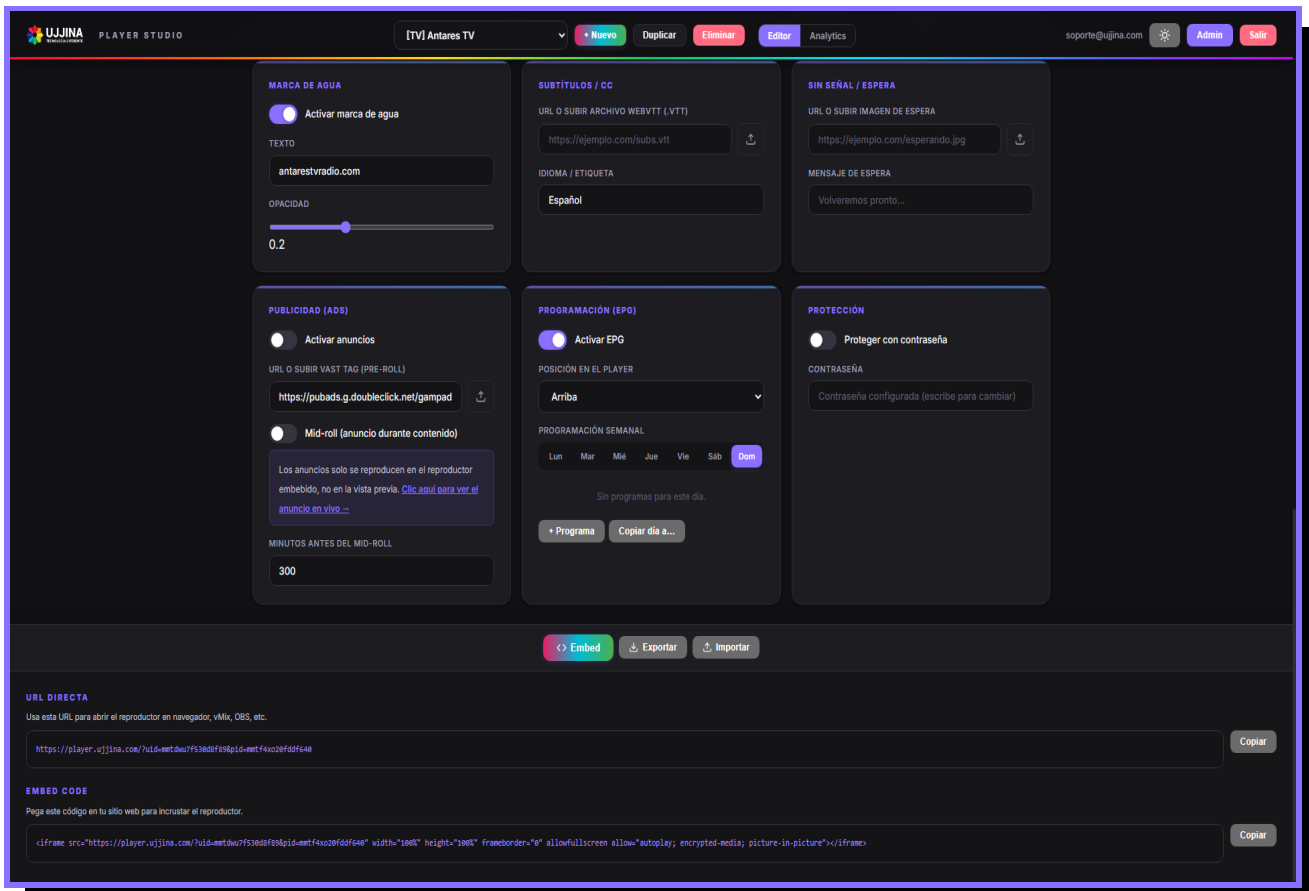 UJJINA
PLAYER STUDIO
[TV] Antares TV
+ Nuevo
Duplicar
Eliminar
Editor
Analytics
soporte@ujjina.com
Admin
Salir
MARCA DE AGUA
Activar marca de agua
TEXTO
antarestvradio.com
OPACIDAD
0.2
SUBTÍTULOS / CC
URL O SUBIR ARCHIVO WEBVTT (.VTT)
https://ejemplo.com/subs.vtt
IDIOMA / ETIQUETA
Español
SIN SEÑAL / ESPERA
URL O SUBIR IMAGEN DE ESPERA
https://ejemplo.com/esperando.jpg
MENSAJE DE ESPERA
Volveremos pronto...
PUBLICIDAD (ADS)
Activar anuncios
URL O SUBIR VAST TAG (PRE-ROLL)
https://pubads.g.doubleclick.net/gampad
Mid-roll (anuncio durante contenido)
Los anuncios solo se reproducen en el reproductor
embebido, no en la vista previa. Clic aquí para ver el
anuncio en vivo →
MINUTOS ANTES DEL MID-ROLL
300
PROGRAMACIÓN (EPG)
Activar EPG
POSICIÓN EN EL PLAYER
Arriba
PROGRAMACIÓN SEMANAL
Lun Mar Mié Jue Vie Sáb Dom
Sin programas para este día.
+ Programa
Copiar día a...
PROTECCIÓN
Proteger con contraseña
CONTRASEÑA
Contraseña configurada (escribe para cambiar)
<> Embed
Exportar
Importar
URL DIRECTA
Usa esta URL para abrir el reproductor en navegador, vMix, OBS, etc.
https://player.ujjina.com/?uid=mmtdwu7f530d8f89&pid=mmtf4xo20fddf640
Copiar
EMBED CODE
Pega este código en tu sitio web para incrustar el reproductor.
<iframe src="https://player.ujjina.com/?uid=mmtdwu7f530d8f89&pid=mmtf4xo20fddf640" width="100%" height="100%" frameborder="0" allowfullscreen allow="autoplay; encrypted-media; picture-in-picture"></iframe>
Copiar